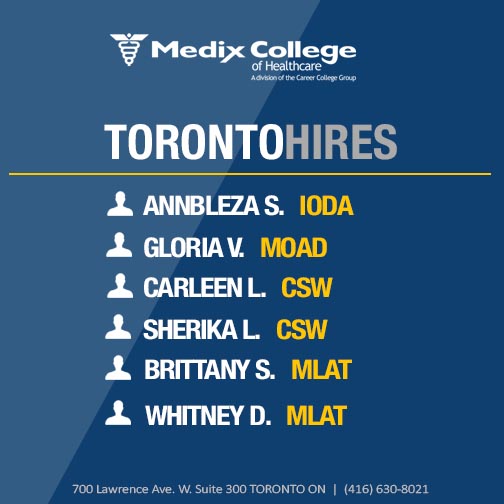 Medix College
of Healthcare
A division of the Career College Group
TORONTOHIRES
ANNBLEZA S. IODA
GLORIA V. MOAD
CARLEEN L. CSW
SHERIKA L. CSW
BRITTANY S. MLAT
WHITNEY D. MLAT
700 Lawrence Ave. W. Suite 300 TORONTO ON | (416) 630-8021